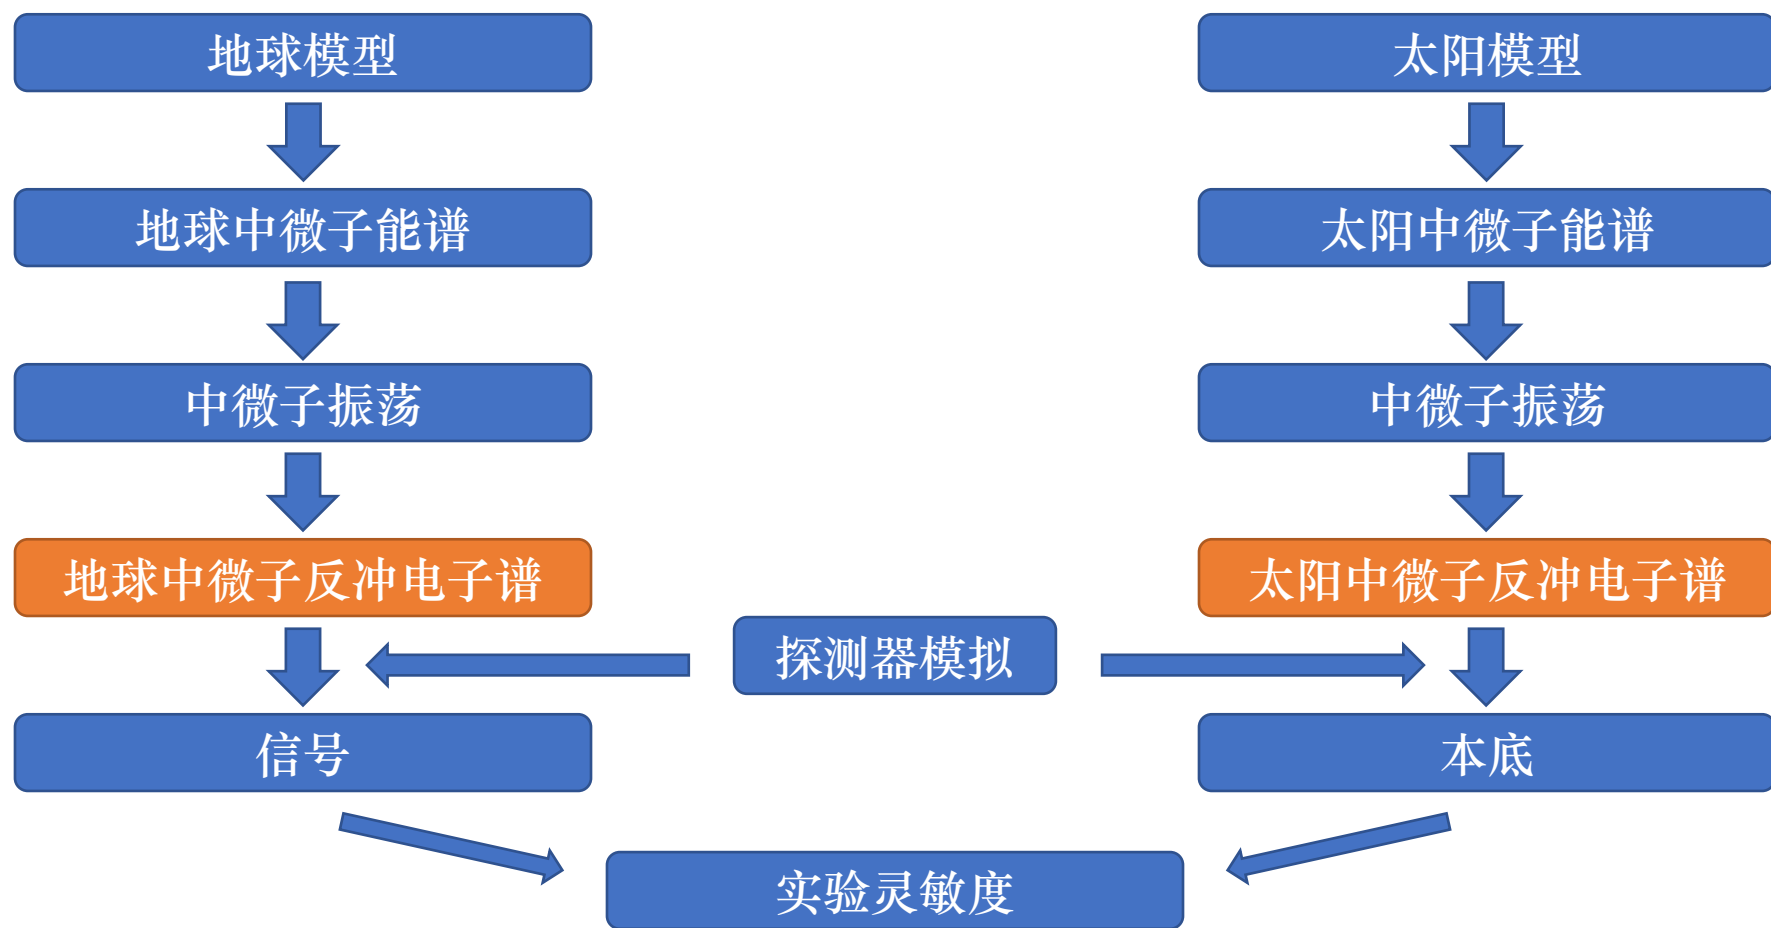 地球模型
太阳模型
地球中微子能谱
太阳中微子能谱
中微子振荡
中微子振荡
地球中微子反冲电子谱
太阳中微子反冲电子谱
探测器模拟
信号
本底
实验灵敏度